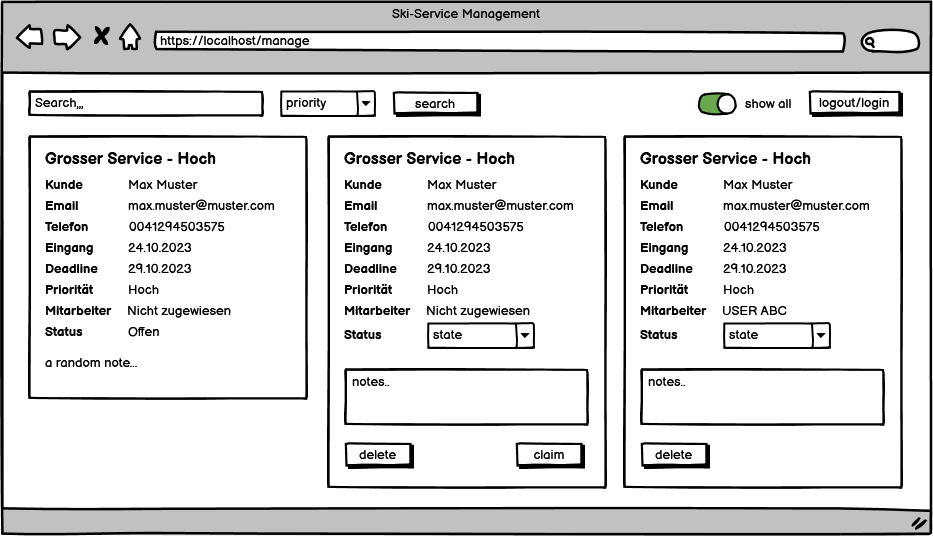 Ski-Service Management
https://localhost/manage
Search,,,
priority
search
show all
logout/login
Grosser Service - Hoch
Kunde Max Muster
Email max.muster@muster.com
Telefon 0041294503575
Eingang 24.10.2023
Deadline 29.10.2023
Priorität Hoch
Mitarbeiter Nicht zugewiesen
Status Offen
a random note...
Grosser Service - Hoch
Kunde Max Muster
Email max.muster@muster.com
Telefon 0041294503575
Eingang 24.10.2023
Deadline 29.10.2023
Priorität Hoch
Mitarbeiter Nicht zugewiesen
Status state
notes..
delete
claim
Grosser Service - Hoch
Kunde Max Muster
Email max.muster@muster.com
Telefon 0041294503575
Eingang 24.10.2023
Deadline 29.10.2023
Priorität Hoch
Mitarbeiter USER ABC
Status state
notes..
delete